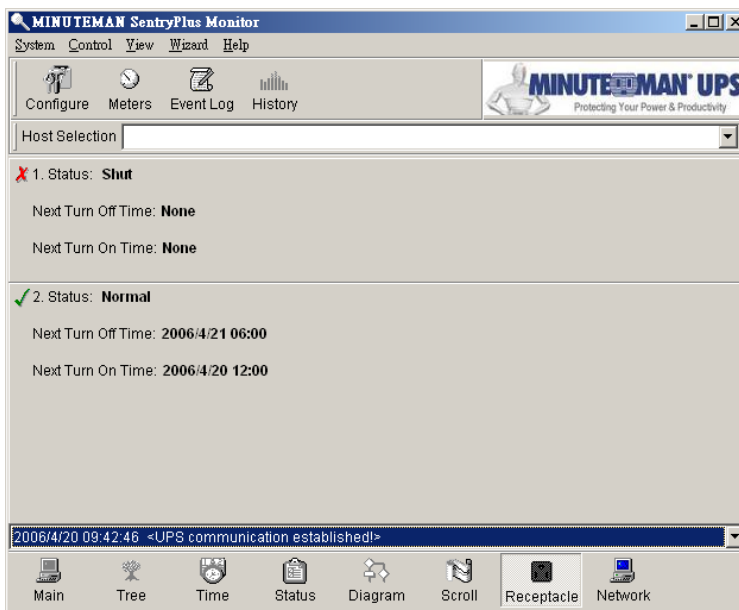 MINUTEMAN SentryPlus Monitor
System Control View Wizard Help
Configure Meters Event Log History
MINUTEMAN® UPS
Protecting Your Power & Productivity
Host Selection
1. Status: Shut
Next Turn Off Time: None
Next Turn On Time: None
2. Status: Normal
Next Turn Off Time: 2006/4/21 06:00
Next Turn On Time: 2006/4/20 12:00
2006/4/20 09:42:46 <UPS communication established!>
Main Tree Time Status Diagram Scroll Receptacle Network